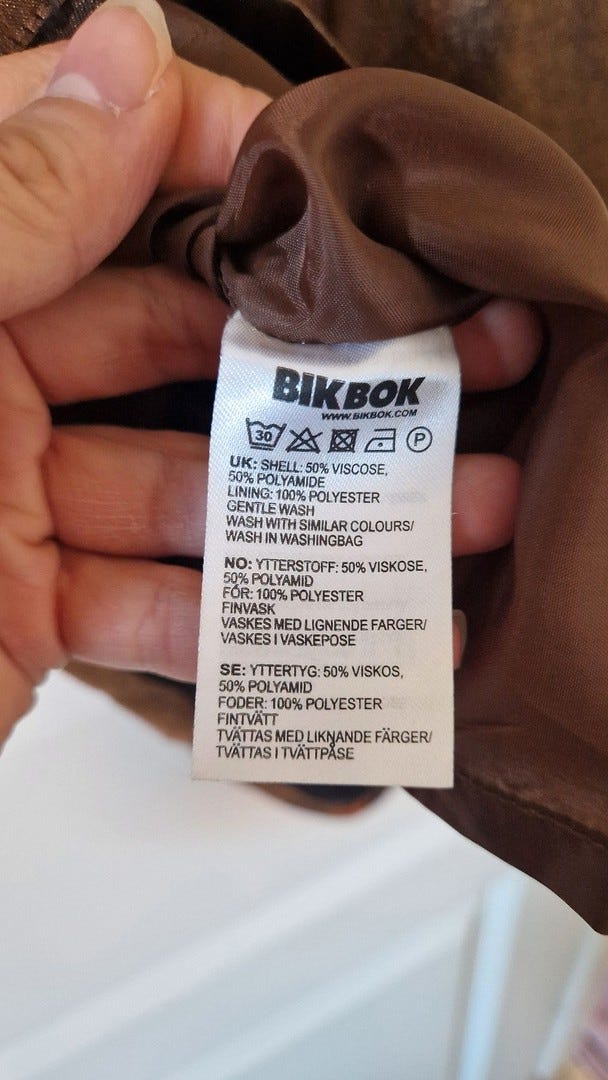 BIKBOK
WWW.BIKBOK.COM
30 P
UK: SHELL: 50% VISCOSE,
50% POLYAMIDE
LINING: 100% POLYESTER
GENTLE WASH
WASH WITH SIMILAR COLOURS/
WASH IN WASHINGBAG
NO: YTTERSTOFF: 50% VISKOSE,
50% POLYAMID
FÔR: 100% POLYESTER
FINVASK
VASKES MED LIGNENDE FARGER/
VASKES I VASKEPOSE
SE: YTTERTYG: 50% VISKOS,
50% POLYAMID
FODER: 100% POLYESTER
FINTVÄTT
TVÄTTAS MED LIKNANDE FÄRGER/
TVÄTTAS I TVÄTTPÅSE